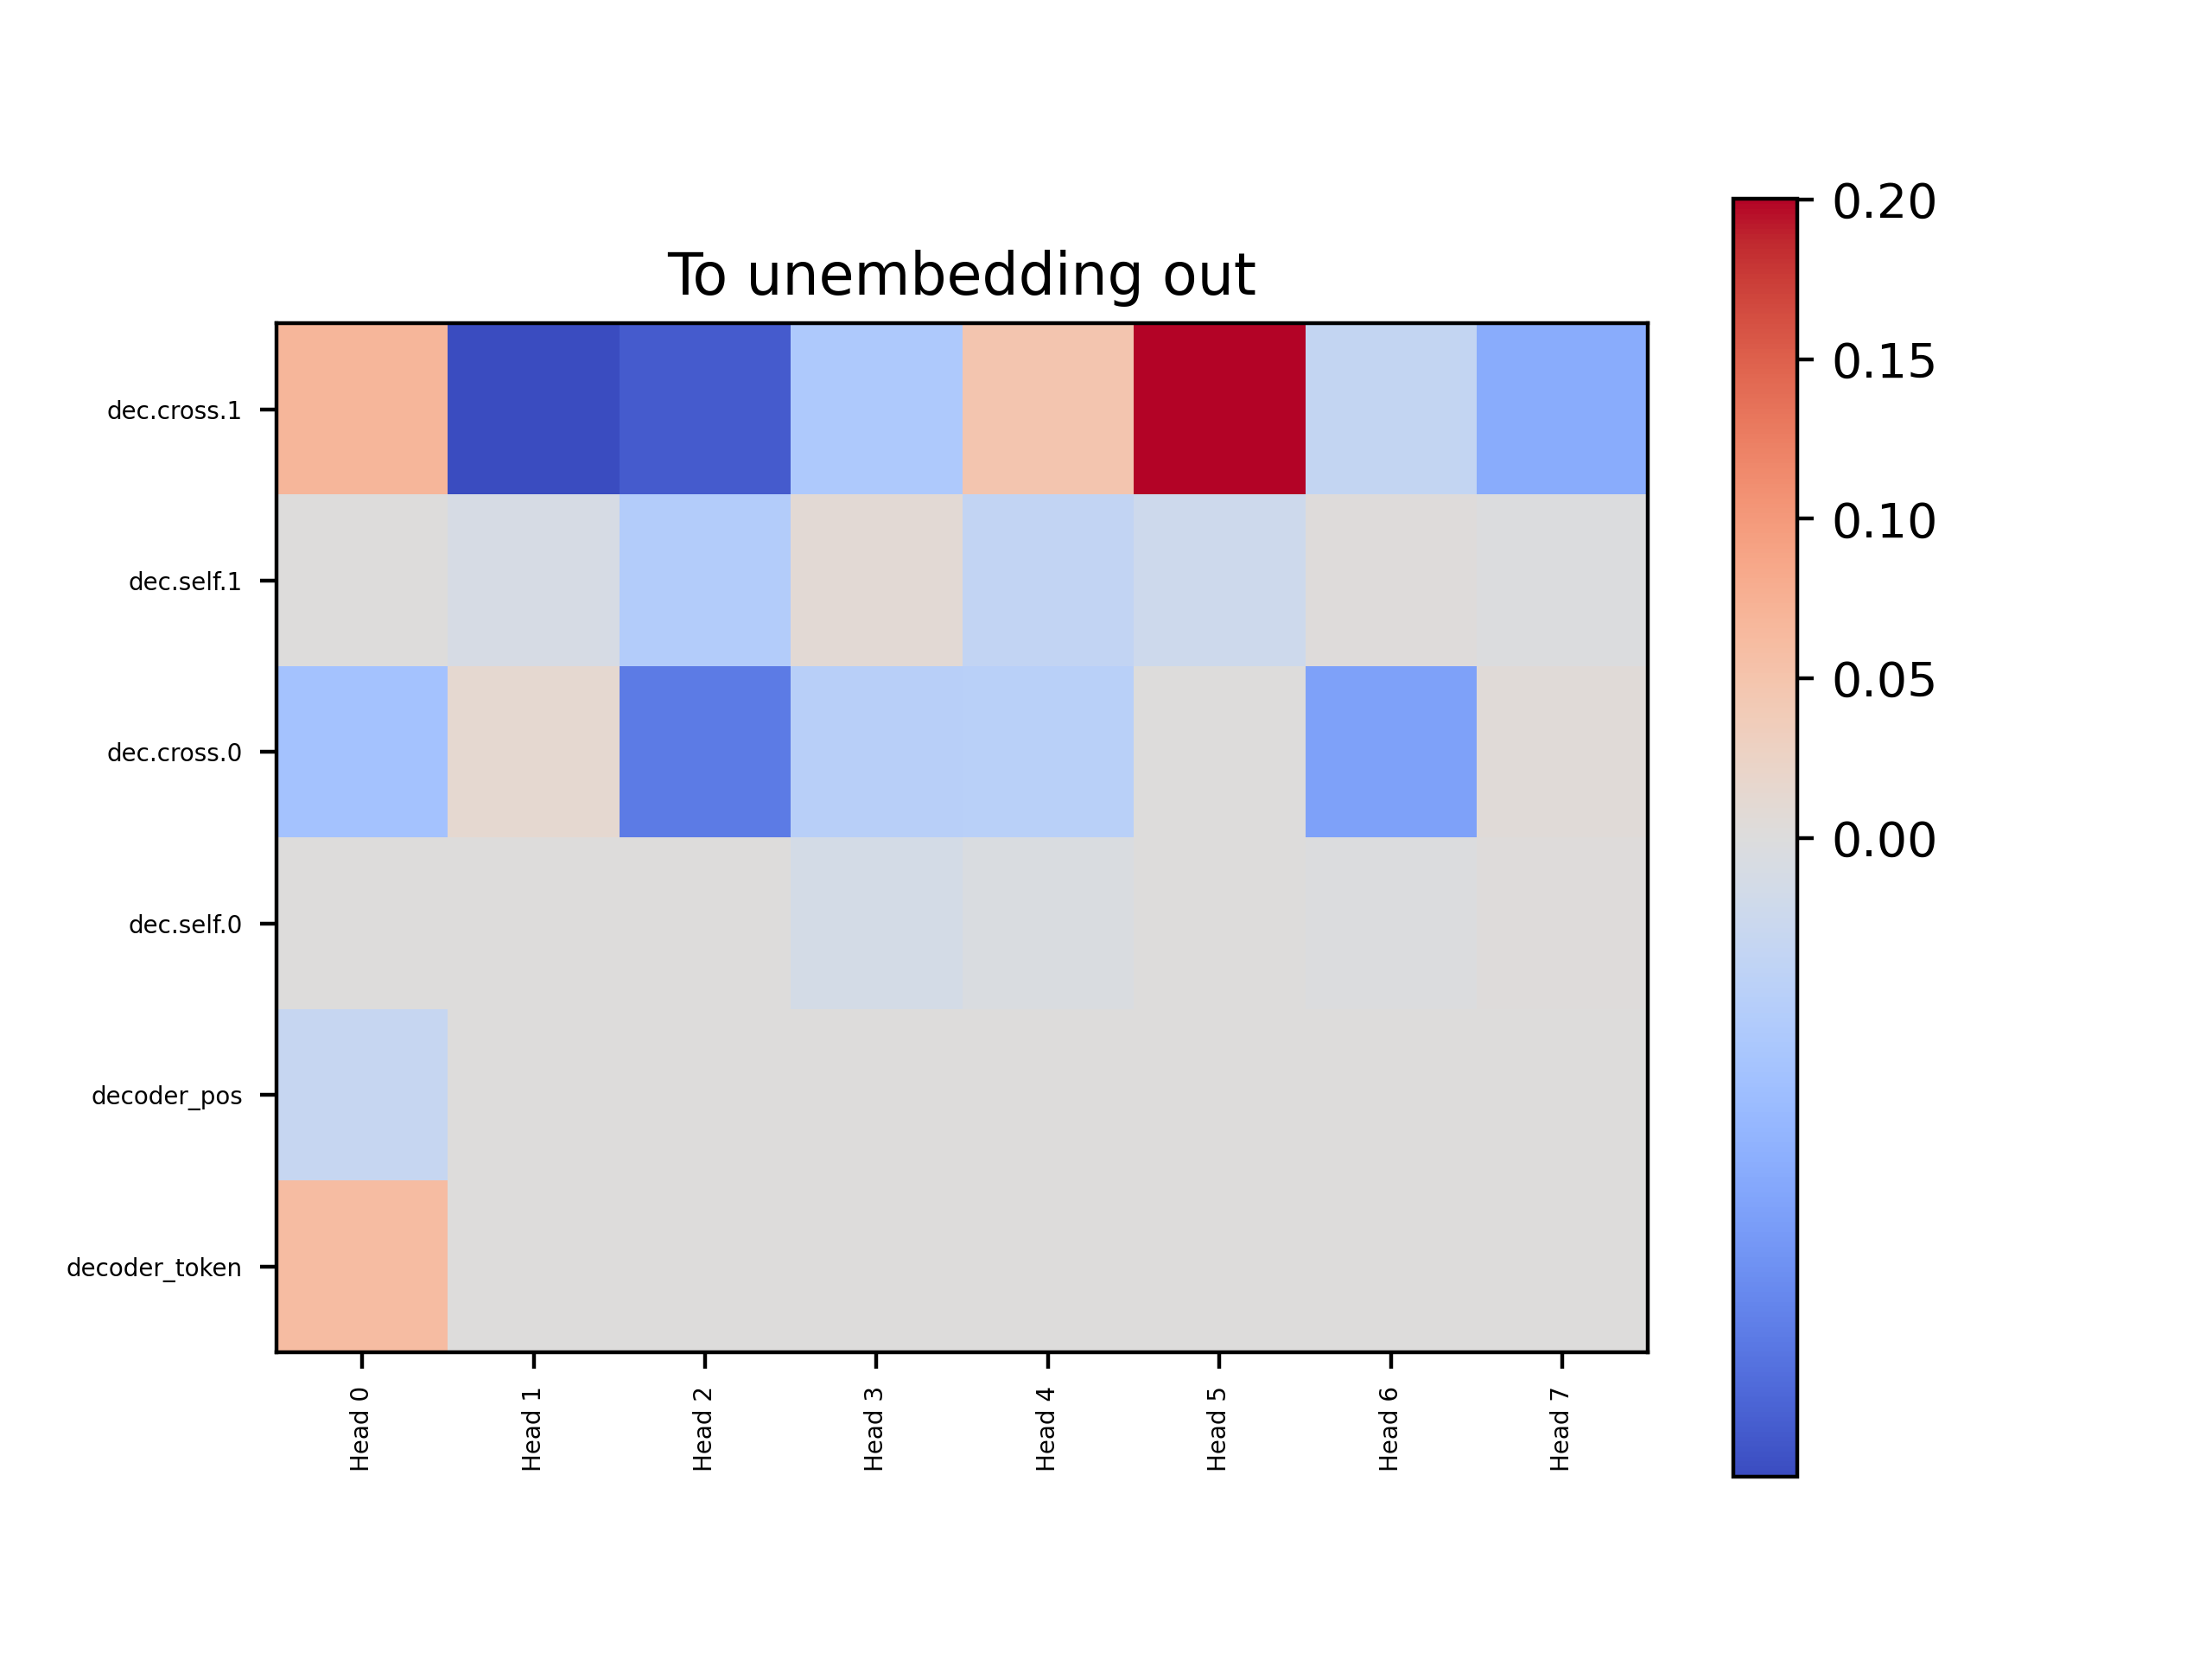 To unembedding out
dec.cross.1
dec.self.1
dec.cross.0
dec.self.0
decoder_pos
decoder_token
Head 0
Head 1
Head 2
Head 3
Head 4
Head 5
Head 6
Head 7
0.20
0.15
0.10
0.05
0.00